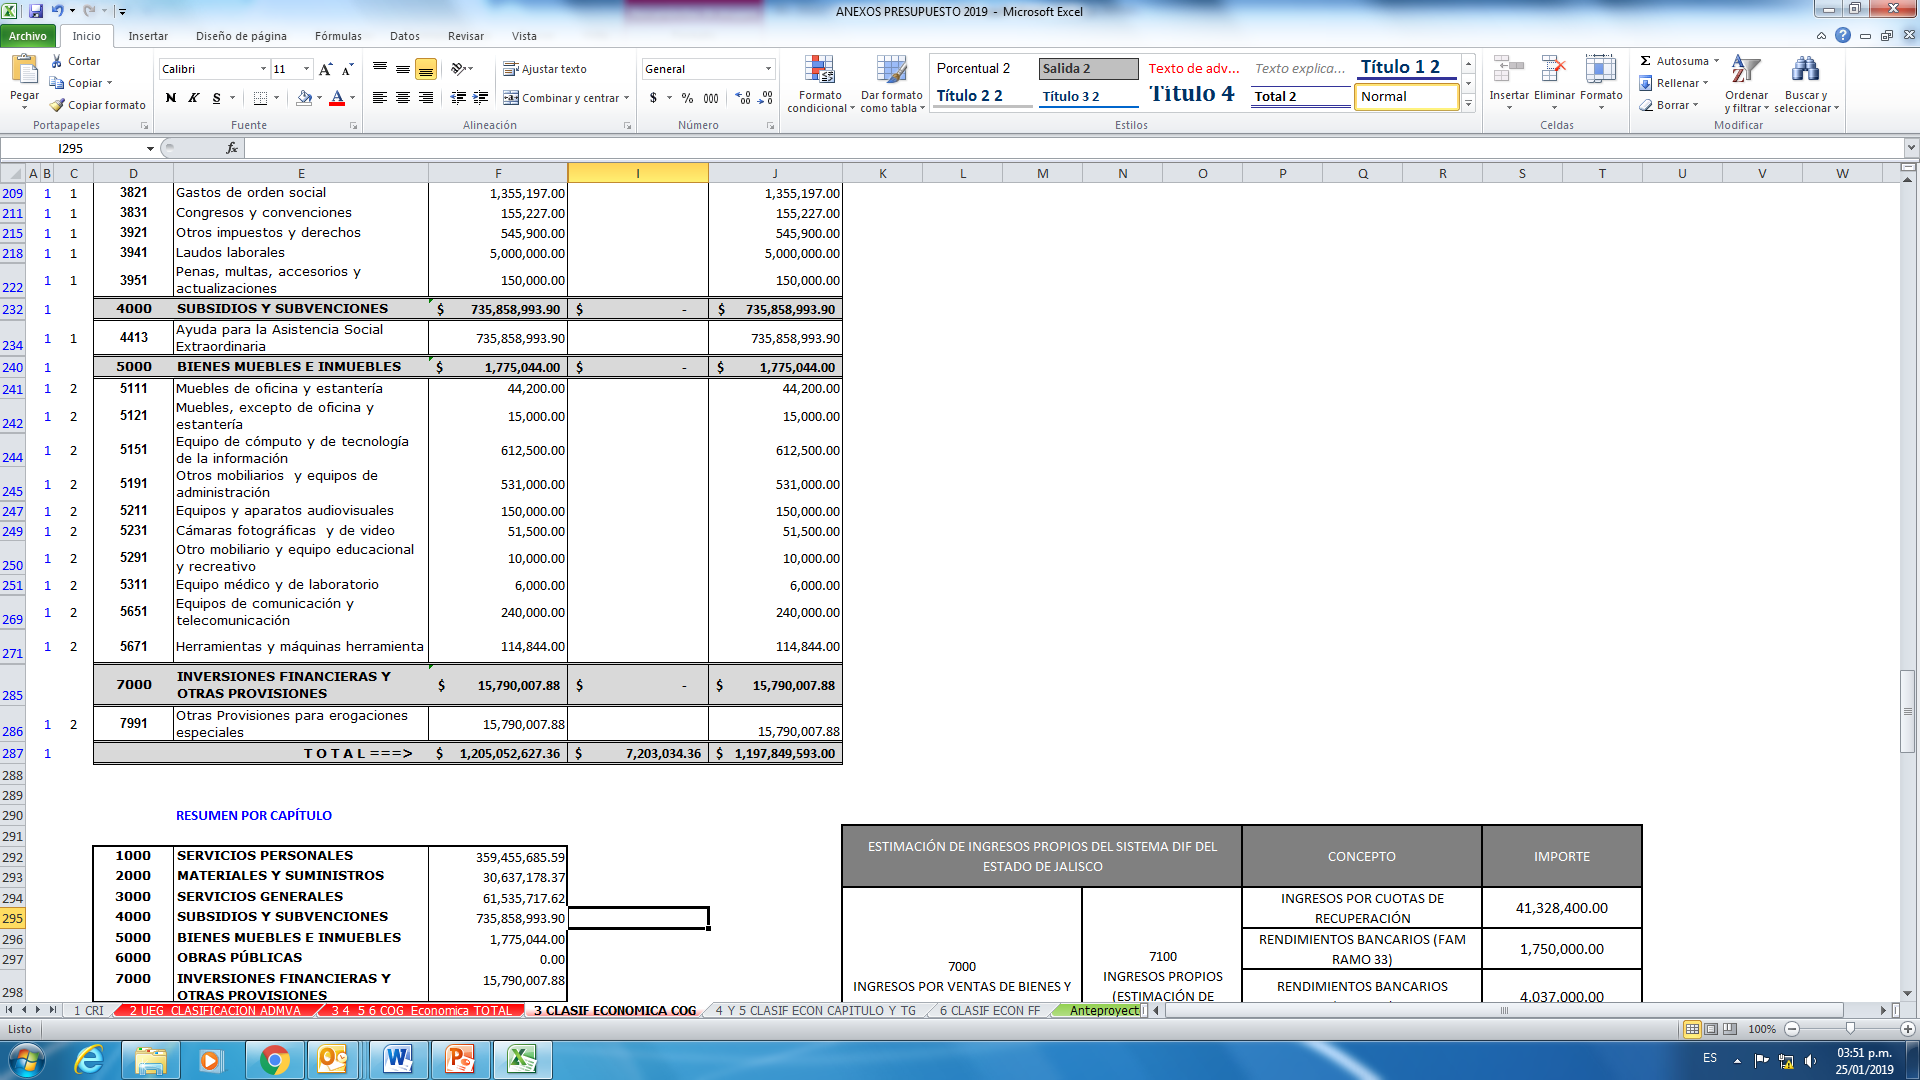 ANEXOS PRESUPUESTO 2019 - Microsoft Excel
Archivo Inicio Insertar Diseño de página Fórmulas Datos Revisar Vista
Pegar Cortar Copiar Copiar formato
Calibri 11
N K S
Ajustar texto
Combinar y centrar
General
$ % 000
Formato condicional
Dar formato como tabla
Porcentual 2 Salida 2 Texto de adv... Texto explica... Título 1 2
Título 2 2 Título 3 2 Título 4 Total 2 Normal
Insertar Eliminar Formato
Autosuma
Rellenar
Borrar
Ordenar y filtrar
Buscar y seleccionar
Portapapeles Fuente Alineación Número Estilos Celdas Modificar
I295 fx
A B C D E F I J K L M N O P Q R S T U V W
209 1 1 3821 Gastos de orden social 1,355,197.00 1,355,197.00
211 1 1 3831 Congresos y convenciones 155,227.00 155,227.00
215 1 1 3921 Otros impuestos y derechos 545,900.00 545,900.00
218 1 1 3941 Laudos laborales 5,000,000.00 5,000,000.00
222 1 1 3951 Penas, multas, accesorios y
actualizaciones 150,000.00 150,000.00
232 1 4000 SUBSIDIOS Y SUBVENCIONES $ 735,858,993.90 $ - $ 735,858,993.90
234 1 1 4413 Ayuda para la Asistencia Social
Extraordinaria 735,858,993.90 735,858,993.90
240 1 5000 BIENES MUEBLES E INMUEBLES $ 1,775,044.00 $ - $ 1,775,044.00
241 1 2 5111 Muebles de oficina y estantería 44,200.00 44,200.00
242 1 2 5121 Muebles, excepto de oficina y
estantería 15,000.00 15,000.00
244 1 2 5151 Equipo de cómputo y de tecnología
de la información 612,500.00 612,500.00
245 1 2 5191 Otros mobiliarios y equipos de
administración 531,000.00 531,000.00
247 1 2 5211 Equipos y aparatos audiovisuales 150,000.00 150,000.00
249 1 2 5231 Cámaras fotográficas y de video 51,500.00 51,500.00
250 1 2 5291 Otro mobiliario y equipo educacional
y recreativo 10,000.00 10,000.00
251 1 2 5311 Equipo médico y de laboratorio 6,000.00 6,000.00
269 1 2 5651 Equipos de comunicación y
telecomunicación 240,000.00 240,000.00
271 1 2 5671 Herramientas y máquinas herramienta 114,844.00 114,844.00
285 7000 INVERSIONES FINANCIERAS Y
OTRAS PROVISIONES $ 15,790,007.88 $ - $ 15,790,007.88
286 1 2 7991 Otras Provisiones para erogaciones
especiales 15,790,007.88 15,790,007.88
287 1 T O T A L ===> $ 1,205,052,627.36 $ 7,203,034.36 $ 1,197,849,593.00
288
289
290 RESUMEN POR CAPÍTULO
291
292 1000 SERVICIOS PERSONALES 359,455,685.59
293 2000 MATERIALES Y SUMINISTROS 30,637,178.37
294 3000 SERVICIOS GENERALES 61,535,717.62
295 4000 SUBSIDIOS Y SUBVENCIONES 735,858,993.90
296 5000 BIENES MUEBLES E INMUEBLES 1,775,044.00
297 6000 OBRAS PÚBLICAS 0.00
298 7000 INVERSIONES FINANCIERAS Y
OTRAS PROVISIONES 15,790,007.88
ESTIMACIÓN DE INGRESOS PROPIOS DEL SISTEMA DIF DEL
ESTADO DE JALISCO
CONCEPTO IMPORTE
INGRESOS POR CUOTAS DE
RECUPERACIÓN 41,328,400.00
RENDIMIENTOS BANCARIOS (FAM
RAMO 33) 1,750,000.00
RENDIMIENTOS BANCARIOS
4,037,000.00
7000
INGRESOS POR VENTAS DE BIENES Y
7100
INGRESOS PROPIOS
(ESTIMACIÓN DE
1 CRI 2 UEG CLASIFICACION ADMVA 3 4 5 6 COG Economica TOTAL 3 CLASIF ECONOMICA COG 4 Y 5 CLASIF ECON CAPITULO Y TG 6 CLASIF ECON FF Anteproyect
Listo 100%
ES 03:51 p.m.
25/01/2019